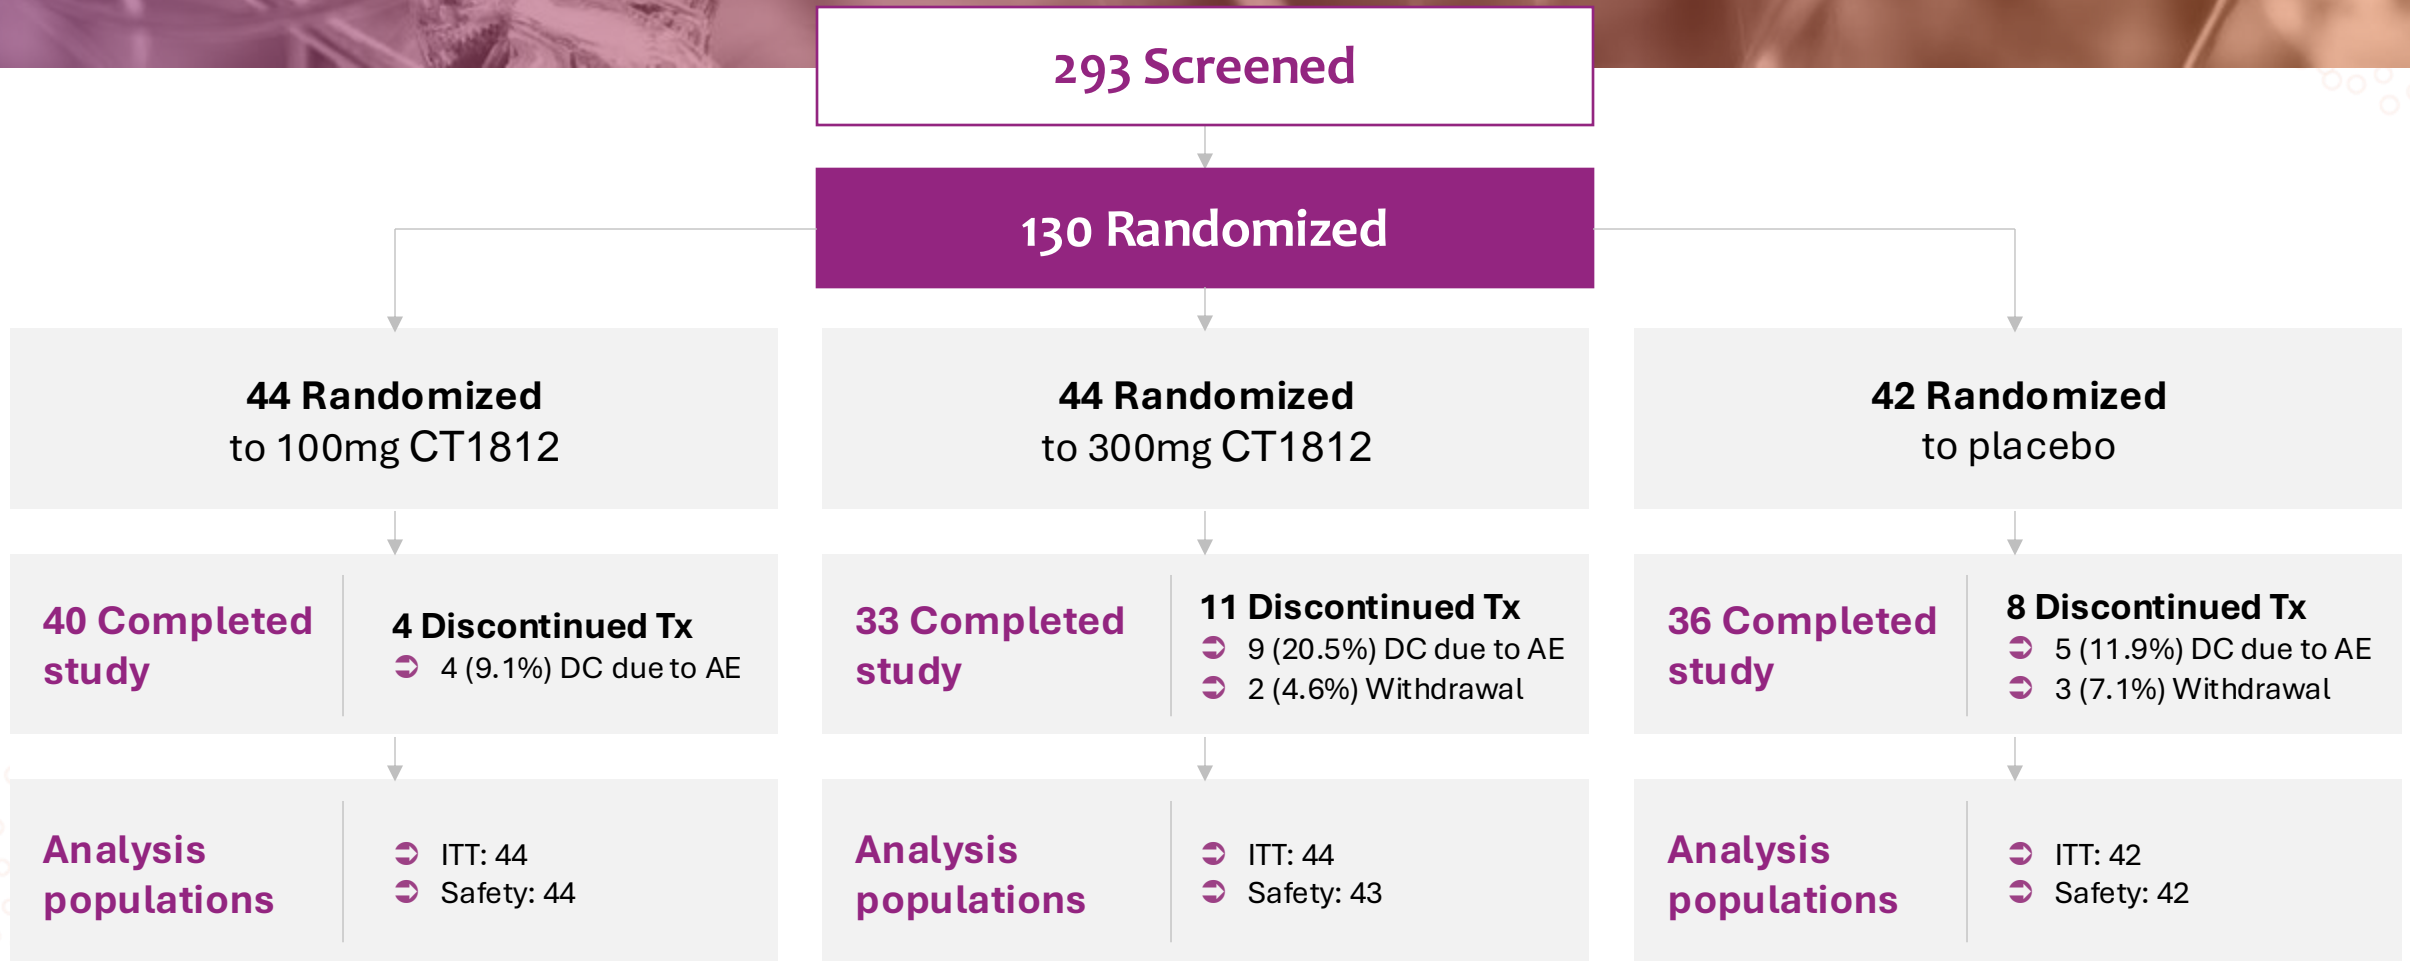 293 Screened
130 Randomized
44 Randomized
to 100mg CT1812
44 Randomized
to 300mg CT1812
42 Randomized
to placebo
40 Completed
study
4 Discontinued Tx
4 (9.1%) DC due to AE
33 Completed
study
11 Discontinued Tx
9 (20.5%) DC due to AE
2 (4.6%) Withdrawal
36 Completed
study
8 Discontinued Tx
5 (11.9%) DC due to AE
3 (7.1%) Withdrawal
Analysis
populations
ITT: 44
Safety: 44
Analysis
populations
ITT: 44
Safety: 43
Analysis
populations
ITT: 42
Safety: 42